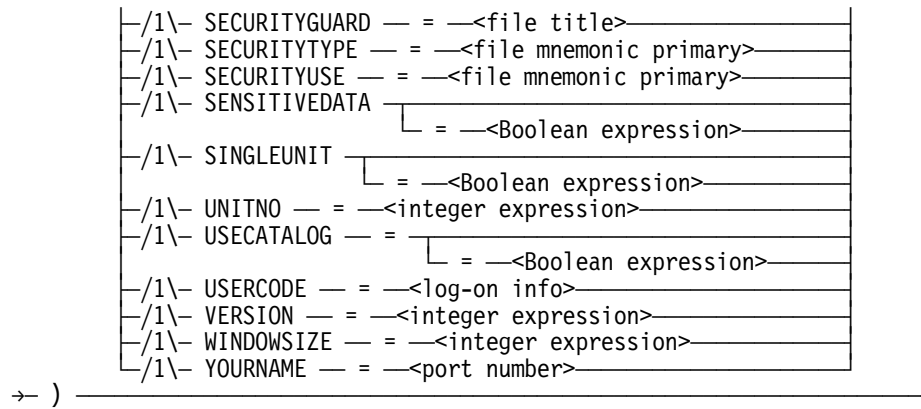 /1\ SECURITYGUARD — = —<file title>
/1\ SECURITYTYPE — = —<file mnemonic primary>
/1\ SECURITYUSE — = —<file mnemonic primary>
/1\ SENSITIVEDATA
= —<Boolean expression>
/1\ SINGLEUNIT
= —<Boolean expression>
/1\ UNITNO — = —<integer expression>
/1\ USECATALOG — =
= —<Boolean expression>
/1\ USERCODE — = —<log-on info>
/1\ VERSION — = —<integer expression>
/1\ WINDOWSIZE — = —<integer expression>
/1\ YOURNAME — = —<port number>
→— )